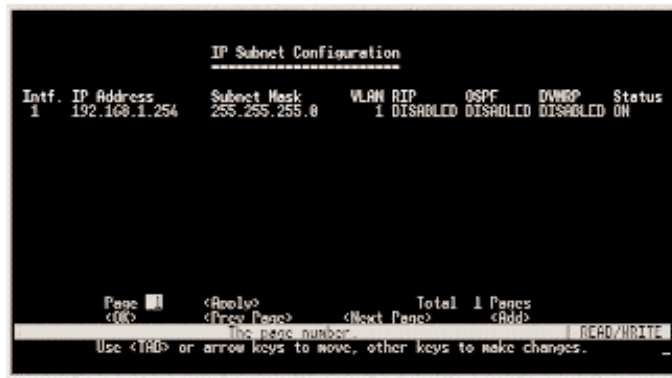 IP Subnet Configuration
========================
Intf. IP Address Subnet Mask VLAN RIP OSPF DVMRP Status
1 192.168.1.254 255.255.255.0 1 DISABLED DISABLED DISABLED ON
Page 1 <Apply> Total 1 Pages
<OK> <Prev Page> <Next Page> <Add>
The page number. | READ/WRITE
Use <TAB> or arrow keys to move, other keys to make changes.